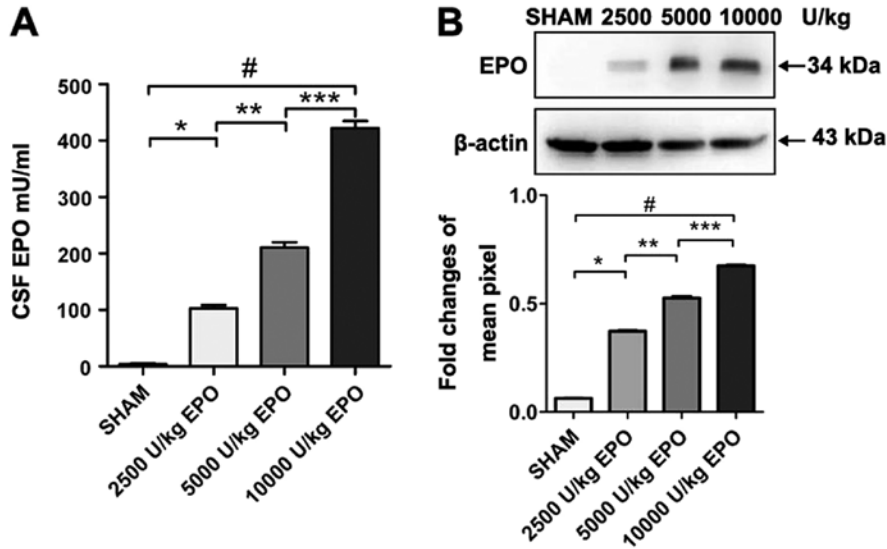 A
CSF EPO mU/ml
500
400
300
200
100
0
#
*
**
***
SHAM
2500 U/kg EPO
5000 U/kg EPO
10000 U/kg EPO
B
SHAM 2500 5000 10000 U/kg
EPO
34 kDa
β-actin
43 kDa
Fold changes of
mean pixel
1.0
0.5
0.0
#
*
**
***
SHAM
2500 U/kg EPO
5000 U/kg EPO
10000 U/kg EPO